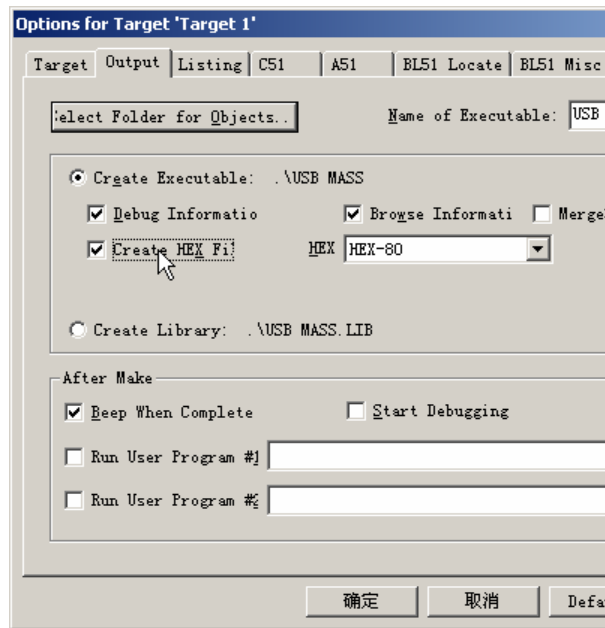 Options for Target 'Target 1'
Target Output Listing C51 A51 BL51 Locate BL51 Misc
elect Folder for Objects..
Name of Executable: USB
Create Executable: .\USB MASS
Debug Informatio Browse Informati Merge
Create HEX Fi HEX HEX-80
Create Library: .\USB MASS.LIB
After Make
Beep When Complete Start Debugging
Run User Program #1
Run User Program #2
确定 取消 Defa